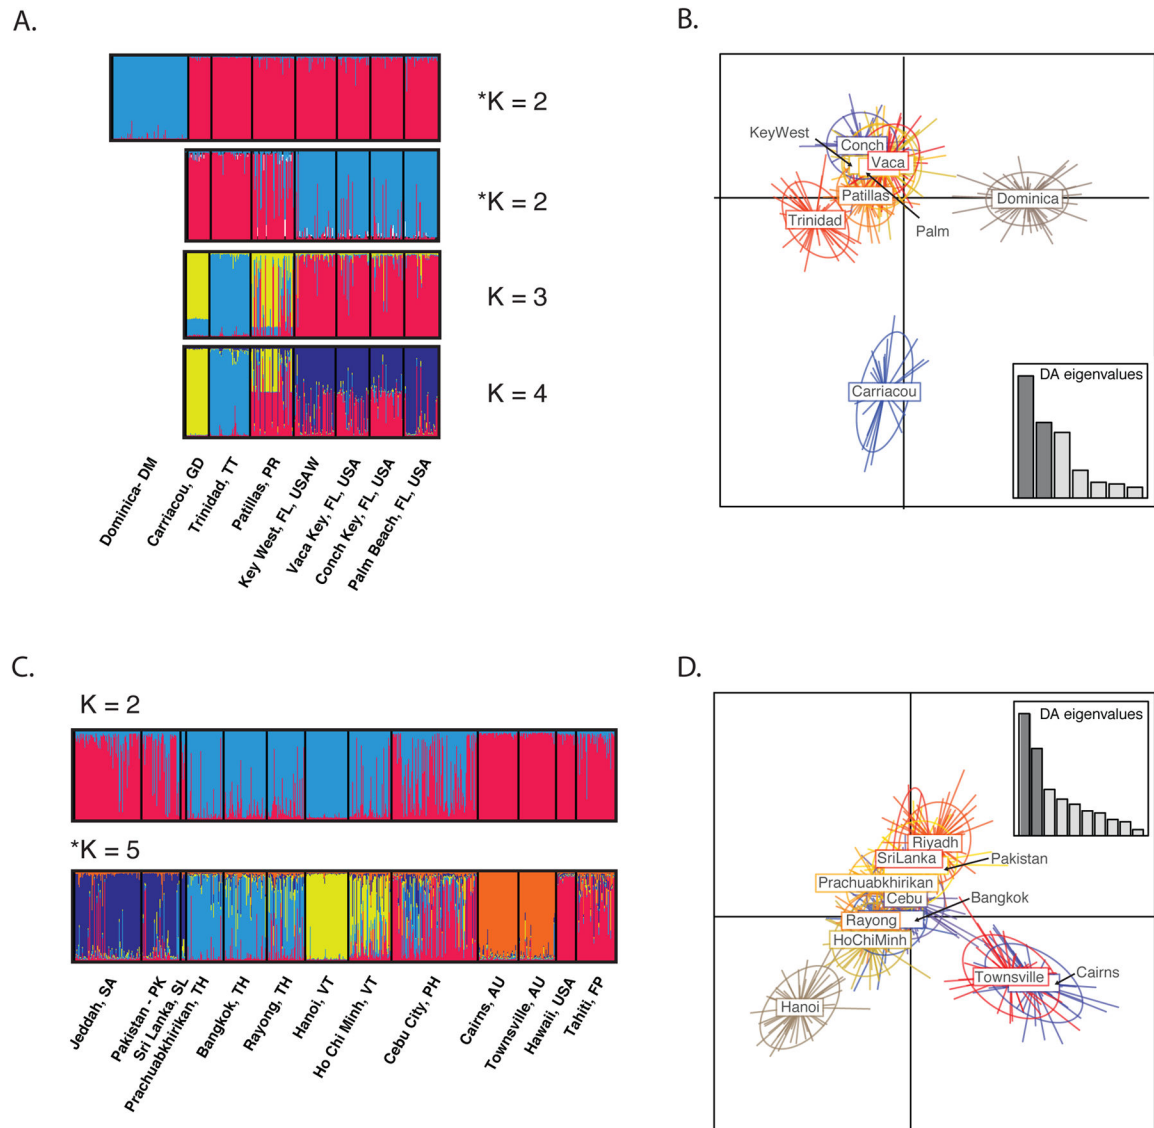 A.
*K = 2
*K = 2
K = 3
K = 4
Dominica- DM
Carriacou, GD
Trinidad, TT
Patillas, PR
Key West, FL, USAW
Vaca Key, FL, USA
Conch Key, FL, USA
Palm Beach, FL, USA
B.
KeyWest
Conch
Vaca
Patillas
Trinidad
Palm
Dominica
Carriacou
DA eigenvalues
C.
K = 2
*K = 5
Jeddah, SA
Pakistan - PK
Sri Lanka, SL
Prachuabkhirikan, TH
Bangkok, TH
Rayong, TH
Hanoi, VT
Ho Chi Minh, VT
Cebu City, PH
Cairns, AU
Townsville, AU
Hawaii, USA
Tahiti, FP
D.
DA eigenvalues
Riyadh
SriLanka
Pakistan
Prachuabkhirikan
Cebu
Bangkok
Rayong
HoChiMinh
Townsville
Cairns
Hanoi